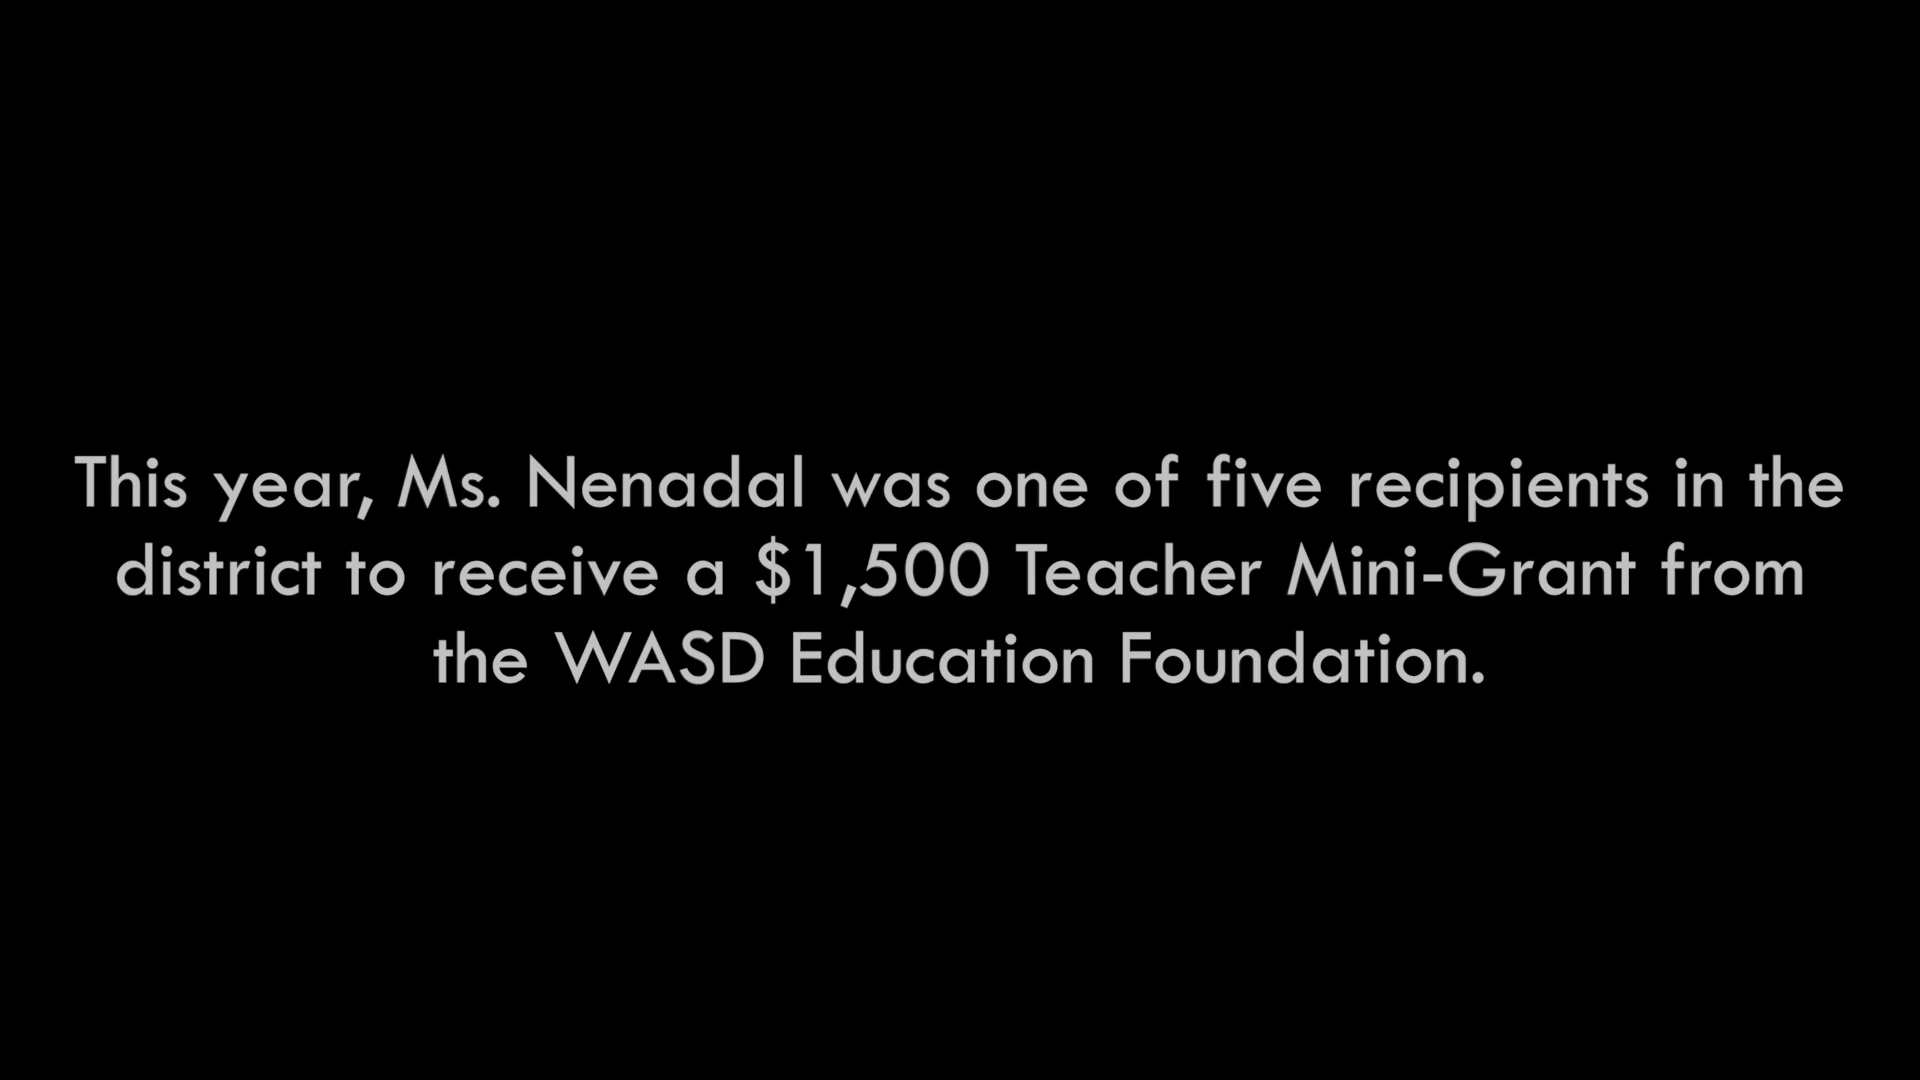 This year, Ms. Nenadal was one of five recipients in the
district to receive a $1,500 Teacher Mini-Grant from
the WASD Education Foundation.